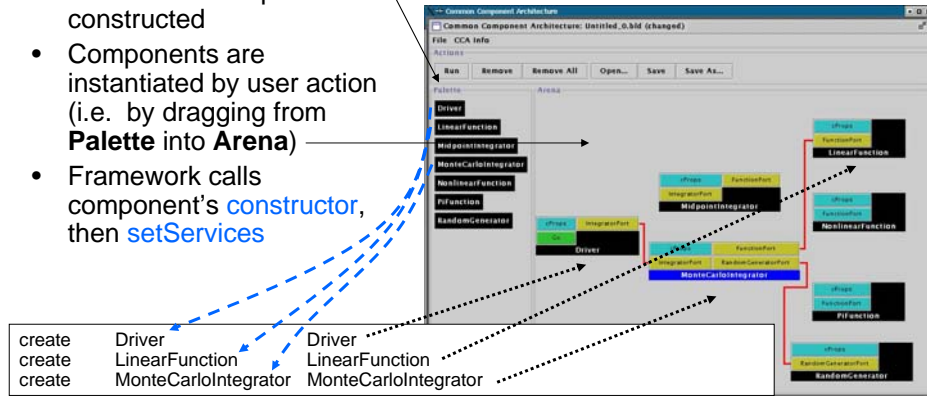 constructed
• Components are
instantiated by user action
(i.e. by dragging from
Palette into Arena)
• Framework calls
component's constructor,
then setServices
Common Component Architecture
Common Component Architecture: Untitled_0.bld (changed)
File CCA Info
Actions
Run Remove Remove All Open... Save Save As...
Palette
Arena
Driver
LinearFunction
MidpointIntegrator
MonteCarloIntegrator
NonlinearFunction
PiFunction
RandomGenerator
cProps IntegratorPort
Go
Driver
cProps FunctionPort
IntegratorPort
MidpointIntegrator
cProps FunctionPort
IntegratorPort RandomGeneratorPort
MonteCarloIntegrator
cProps
FunctionPort
LinearFunction
cProps
FunctionPort
NonlinearFunction
cProps
FunctionPort
PiFunction
cProps
RandomGeneratorPort
RandomGenerator
create Driver Driver
create LinearFunction LinearFunction
create MonteCarloIntegrator MonteCarloIntegrator